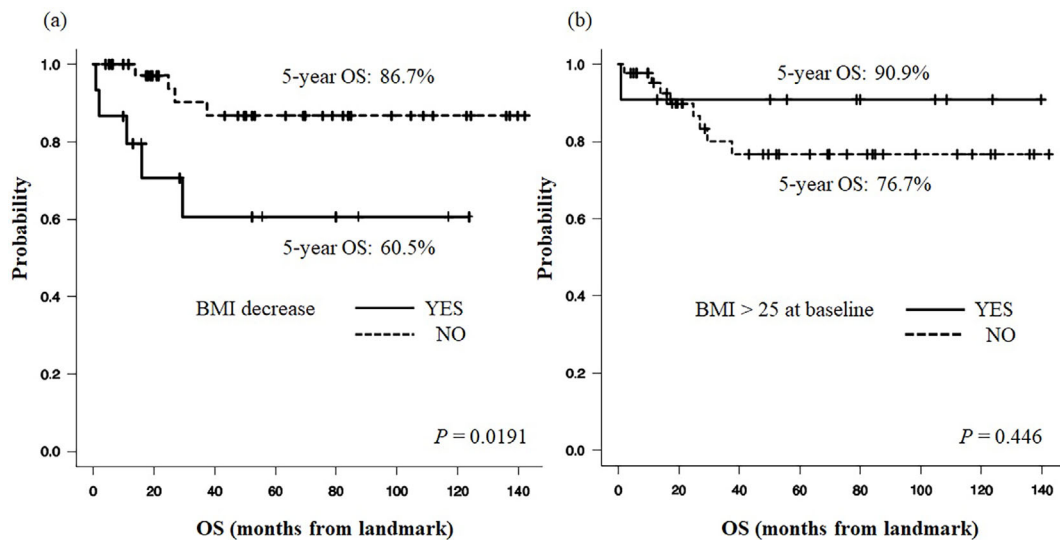 (a)
1.0
0.8
0.6
0.4
0.2
0.0
Probability
5-year OS: 86.7%
5-year OS: 60.5%
BMI decrease
YES
NO
P = 0.0191
0 20 40 60 80 100 120 140
OS (months from landmark)
(b)
1.0
0.8
0.6
0.4
0.2
0.0
Probability
5-year OS: 90.9%
5-year OS: 76.7%
BMI > 25 at baseline
YES
NO
P = 0.446
0 20 40 60 80 100 120 140
OS (months from landmark)